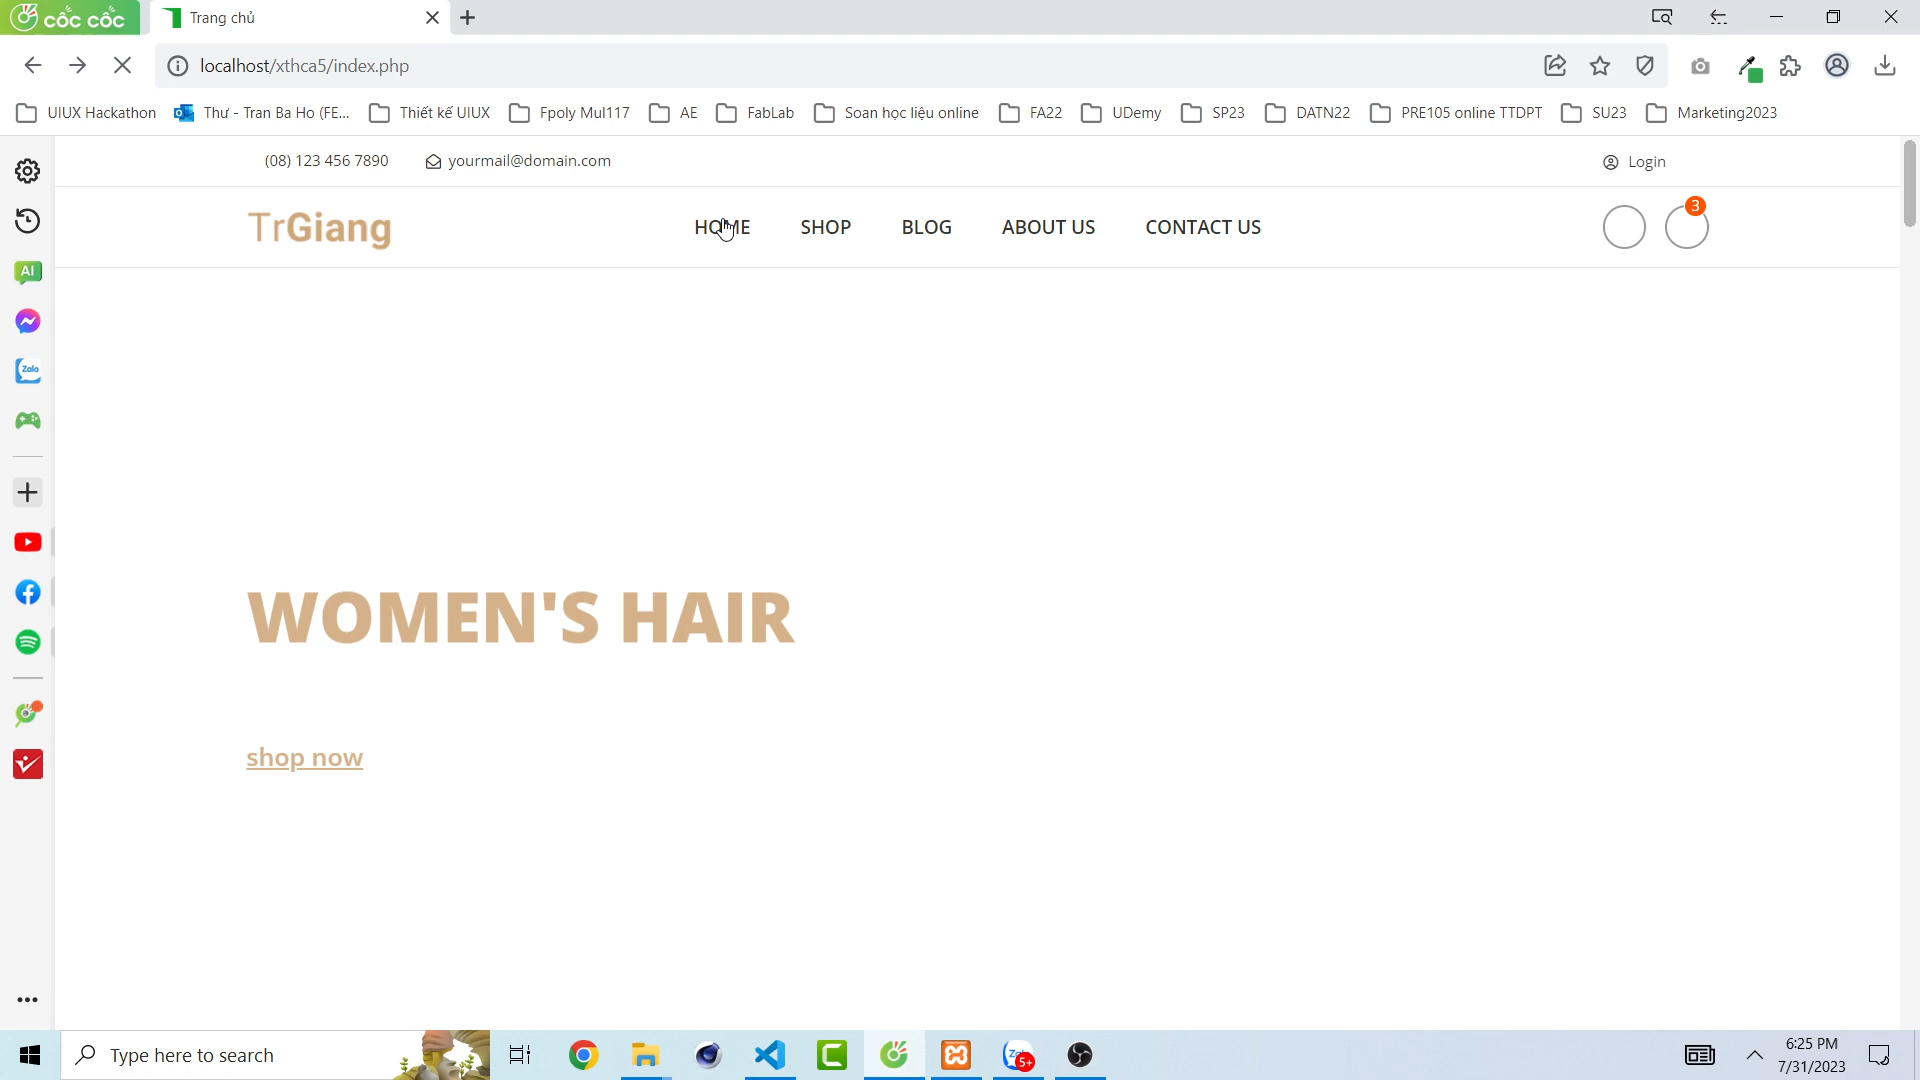 cốc cốc
Trang chủ
localhost/xthca5/index.php
UIUX Hackathon
Thư - Tran Ba Ho (FE...
Thiết kế UIUX
Fpoly Mul117
AE
FabLab
Soan học liệu online
FA22
UDemy
SP23
DATN22
PRE105 online TTDPT
SU23
Marketing2023
(08) 123 456 7890
yourmail@domain.com
Login
TrGiang
HOME
SHOP
BLOG
ABOUT US
CONTACT US
3
AI
Zalo
WOMEN'S HAIR
shop now
Type here to search
5+
6:25 PM
7/31/2023